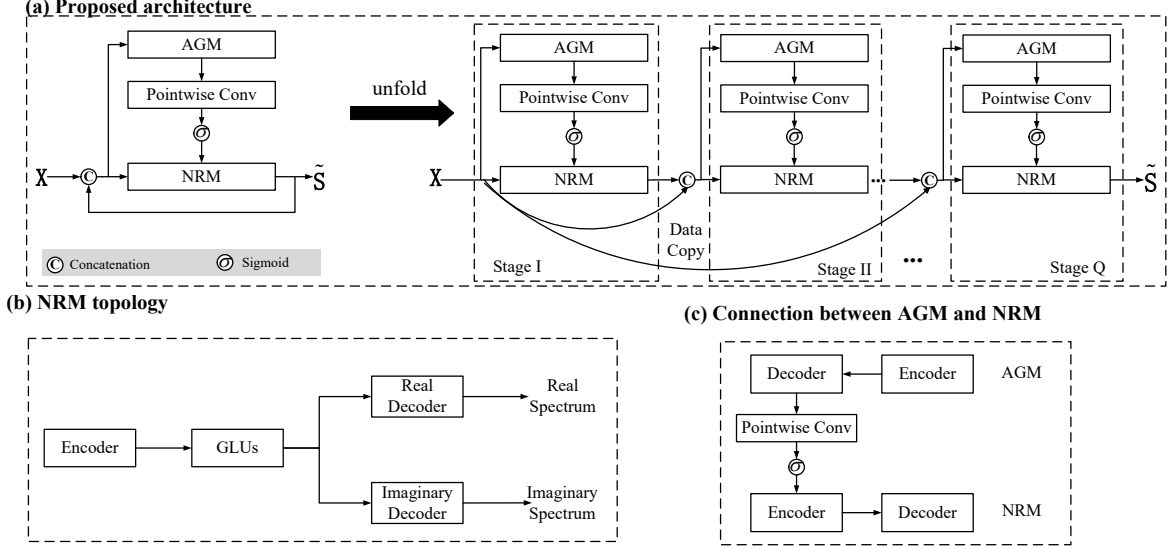 (a) Proposed architecture
AGM
Pointwise Conv
σ
X
C
NRM
S̃
unfold
C Concatenation
σ Sigmoid
AGM
Pointwise Conv
σ
X
NRM
Stage I
C
Data
Copy
AGM
Pointwise Conv
σ
NRM
...
Stage II
...
C
AGM
Pointwise Conv
σ
NRM
S̃
Stage Q
(b) NRM topology
Encoder
GLUs
Real
Decoder
Real
Spectrum
Imaginary
Decoder
Imaginary
Spectrum
(c) Connection between AGM and NRM
Decoder
Encoder
AGM
Pointwise Conv
σ
Encoder
Decoder
NRM